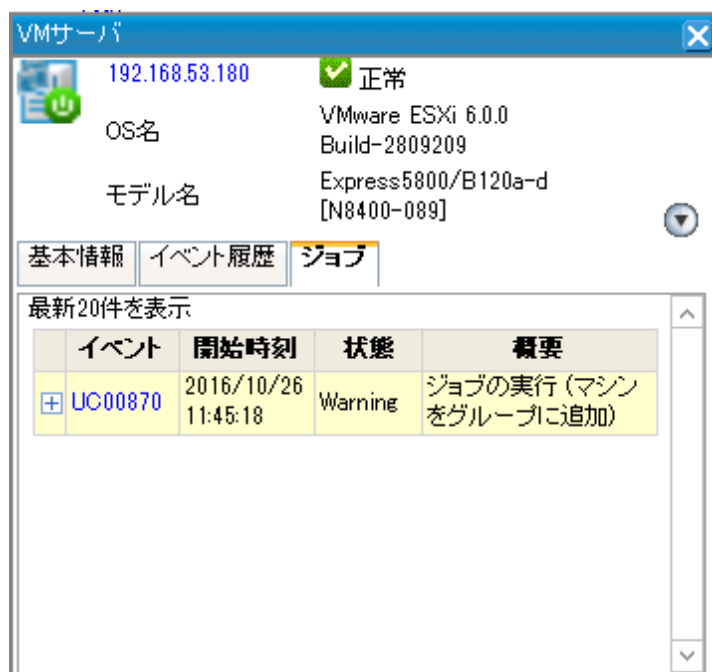 VMサーバ
192.168.53.180
正常
OS名
VMware ESXi 6.0.0
Build-2809209
モデル名
Express5800/B120a-d
[N8400-089]
基本情報 イベント履歴 ジョブ
最新20件を表示
イベント 開始時刻 状態 概要
UC00870
2016/10/26
11:45:18
Warning
ジョブの実行 (マシン
をグループに追加)